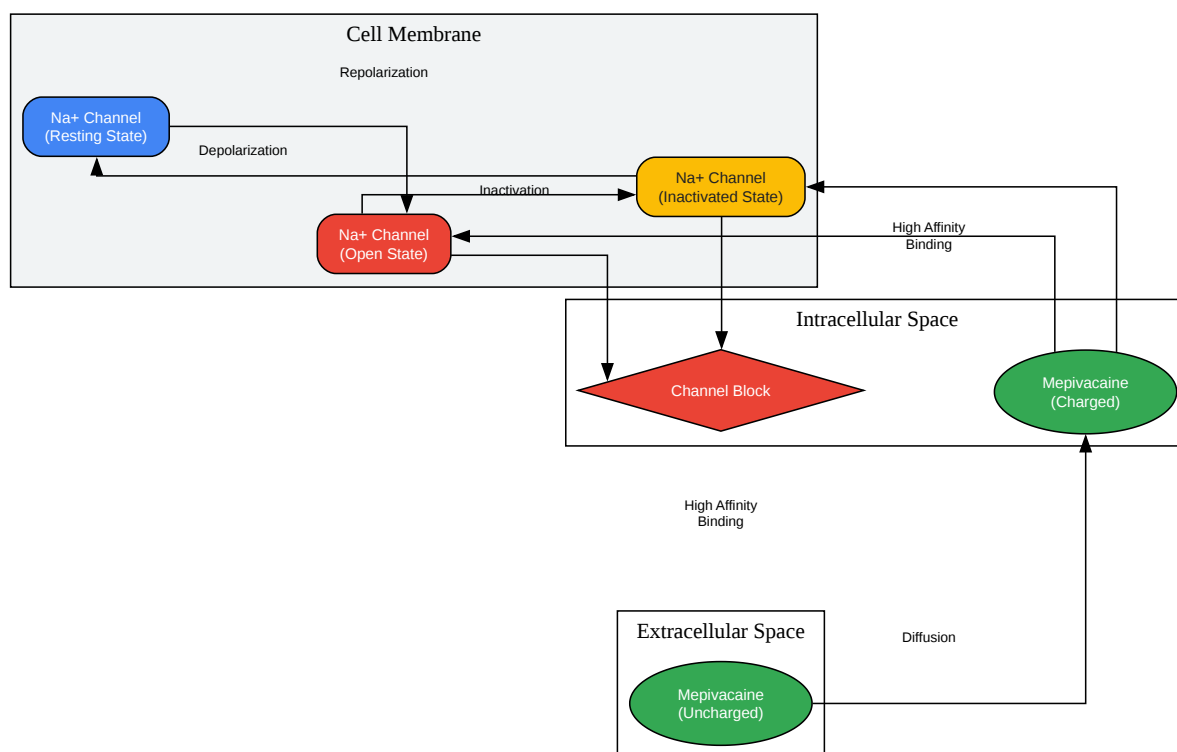 Cell Membrane
Repolarization
Na+ Channel
(Resting State)
Depolarization
Na+ Channel
(Inactivated State)
Inactivation
Na+ Channel
(Open State)
High Affinity
Binding
Intracellular Space
Channel Block
Mepivacaine
(Charged)
High Affinity
Binding
Extracellular Space
Diffusion
Mepivacaine
(Uncharged)